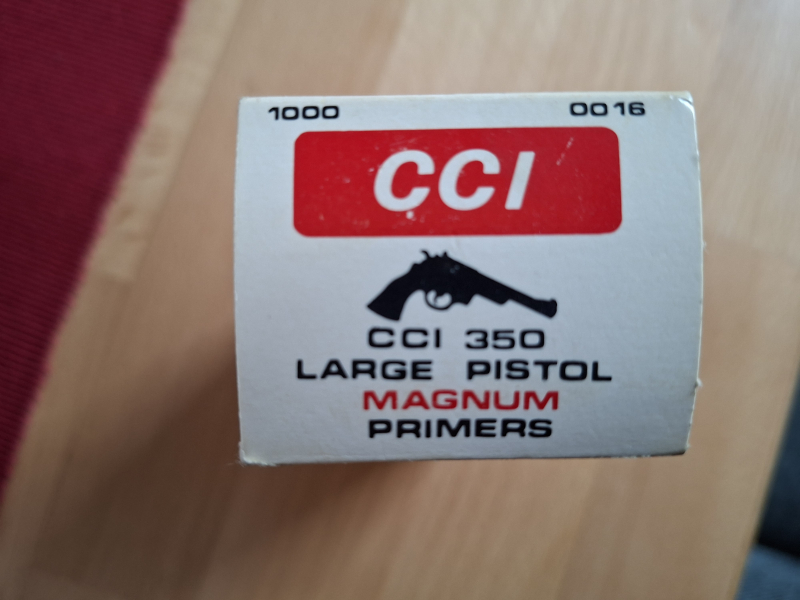 1000 0016
CCI
CCI 350
LARGE PISTOL
MAGNUM
PRIMERS